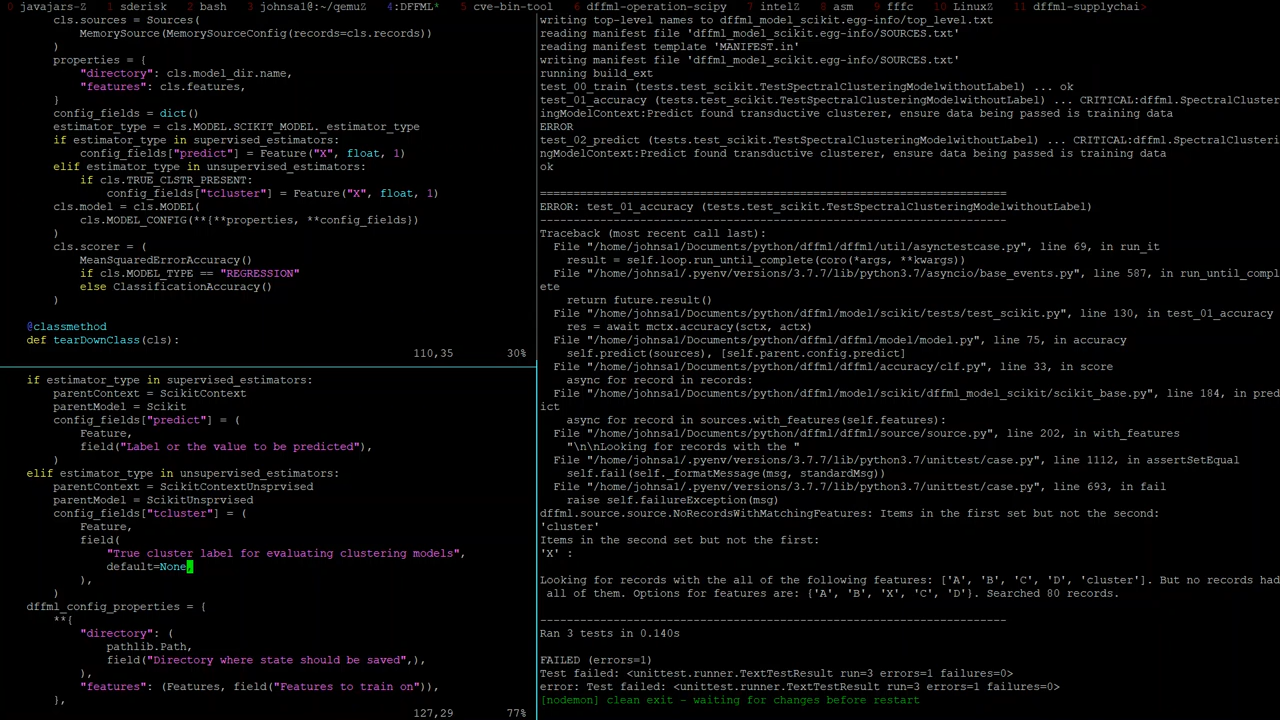 0 javajars-Z   1 sderisk   2 bash   3 johnsal@:~/qemuZ   4:DFFML*   5 cve-bin-tool   6 dffml-operation-scipy   7 intelZ   8 asm   9 fffc   10 LinuxZ   11 dffml-supplychai>
cls.sources = Sources(
MemorySource(MemorySourceConfig(records=cls.records))
)
properties = {
"directory": cls.model_dir.name,
"features": cls.features,
}
config_fields = dict()
estimator_type = cls.MODEL.SCIKIT_MODEL._estimator_type
if estimator_type in supervised_estimators:
config_fields["predict"] = Feature("X", float, 1)
elif estimator_type in unsupervised_estimators:
if cls.TRUE_CLSTR_PRESENT:
config_fields["tcluster"] = Feature("X", float, 1)
cls.model = cls.MODEL(
cls.MODEL_CONFIG(**{**properties, **config_fields})
)
cls.scorer = (
MeanSquaredErrorAccuracy()
if cls.MODEL_TYPE == "REGRESSION"
else ClassificationAccuracy()
)
@classmethod
def tearDownClass(cls):
110,35   30%
if estimator_type in supervised_estimators:
parentContext = ScikitContext
parentModel = Scikit
config_fields["predict"] = (
Feature,
field("Label or the value to be predicted"),
)
elif estimator_type in unsupervised_estimators:
parentContext = ScikitContextUnsprvised
parentModel = ScikitUnsprvised
config_fields["tcluster"] = (
Feature,
field(
"True cluster label for evaluating clustering models",
default=None,
),
)
dffml_config_properties = {
**{
"directory": (
pathlib.Path,
field("Directory where state should be saved",),
),
"features": (Features, field("Features to train on")),
},
127,29   77%
writing top-level names to dffml_model_scikit.egg-info/top_level.txt
reading manifest file 'dffml_model_scikit.egg-info/SOURCES.txt'
reading manifest template 'MANIFEST.in'
writing manifest file 'dffml_model_scikit.egg-info/SOURCES.txt'
running build_ext
test_00_train (tests.test_scikit.TestSpectralClusteringModelwithoutLabel) ... ok
test_01_accuracy (tests.test_scikit.TestSpectralClusteringModelwithoutLabel) ... CRITICAL:dffml.SpectralCluster
ngModelContext:Predict found transductive clusterer, ensure data being passed is training data
ERROR
test_02_predict (tests.test_scikit.TestSpectralClusteringModelwithoutLabel) ... CRITICAL:dffml.SpectralClusteri
ngModelContext:Predict found transductive clusterer, ensure data being passed is training data
ok
======================================================================
ERROR: test_01_accuracy (tests.test_scikit.TestSpectralClusteringModelwithoutLabel)
----------------------------------------------------------------------
Traceback (most recent call last):
File "/home/johnsal/Documents/python/dffml/dffml/util/asynctestcase.py", line 69, in run_it
result = self.loop.run_until_complete(coro(*args, **kwargs))
File "/home/johnsal/.pyenv/versions/3.7.7/lib/python3.7/asyncio/base_events.py", line 587, in run_until_compl
ete
return future.result()
File "/home/johnsal/Documents/python/dffml/model/scikit/tests/test_scikit.py", line 130, in test_01_accuracy
res = await mctx.accuracy(sctx, actx)
File "/home/johnsal/Documents/python/dffml/dffml/model/model.py", line 75, in accuracy
self.predict(sources), [self.parent.config.predict]
File "/home/johnsal/Documents/python/dffml/dffml/accuracy/clf.py", line 33, in score
async for record in records:
File "/home/johnsal/Documents/python/dffml/model/scikit/dffml_model_scikit/scikit_base.py", line 184, in pred
ict
async for record in sources.with_features(self.features):
File "/home/johnsal/Documents/python/dffml/dffml/source/source.py", line 202, in with_features
"\n\nLooking for records with the "
File "/home/johnsal/.pyenv/versions/3.7.7/lib/python3.7/unittest/case.py", line 1112, in assertSetEqual
self.fail(self._formatMessage(msg, standardMsg))
File "/home/johnsal/.pyenv/versions/3.7.7/lib/python3.7/unittest/case.py", line 693, in fail
raise self.failureException(msg)
dffml.source.source.NoRecordsWithMatchingFeatures: Items in the first set but not the second:
'cluster'
Items in the second set but not the first:
'X' :
Looking for records with the all of the following features: ['A', 'B', 'C', 'D', 'cluster']. But no records had
all of them. Options for features are: {'A', 'B', 'X', 'C', 'D'}. Searched 80 records.
----------------------------------------------------------------------
Ran 3 tests in 0.140s
FAILED (errors=1)
Test failed: <unittest.runner.TextTestResult run=3 errors=1 failures=0>
error: Test failed: <unittest.runner.TextTestResult run=3 errors=1 failures=0>
[nodemon] clean exit - waiting for changes before restart